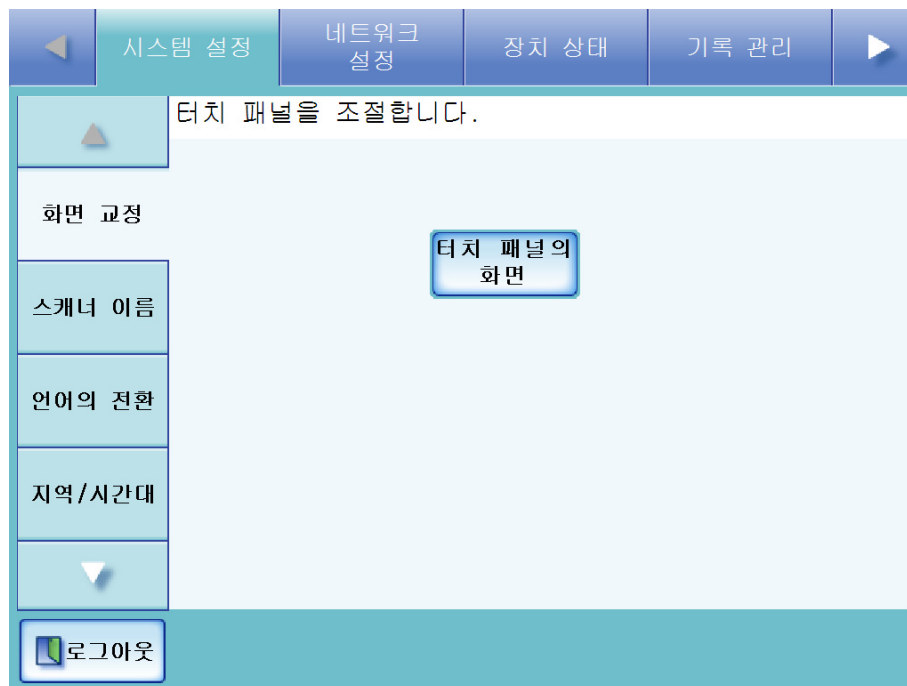 시스템 설정
네트워크
설정
장치 상태
기록 관리
터치 패널을 조절합니다.
화면 교정
스캐너 이름
언어의 전환
지역/시간대
터치 패널의
화면
로그아웃